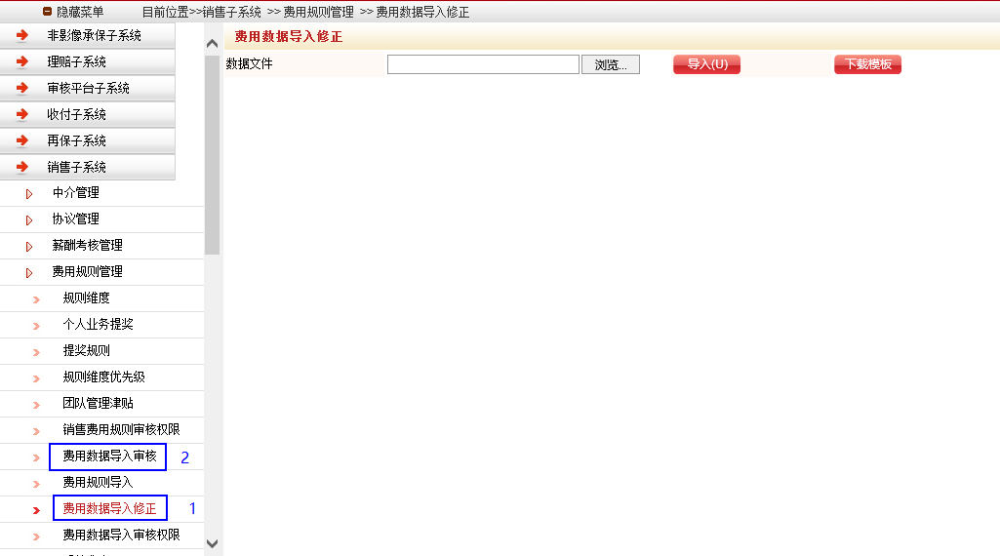 隐藏菜单 目前位置>>销售子系统 >> 费用规则管理 >> 费用数据导入修正
非影像承保子系统
理赔子系统
审核平台子系统
收付子系统
再保子系统
销售子系统
中介管理
协议管理
薪酬考核管理
费用规则管理
规则维度
个人业务提奖
提奖规则
规则维度优先级
团队管理津贴
销售费用规则审核权限
费用数据导入审核 2
费用规则导入
费用数据导入修正 1
费用数据导入审核权限
费用数据导入修正
数据文件 浏览... 导入(U) 下载模板